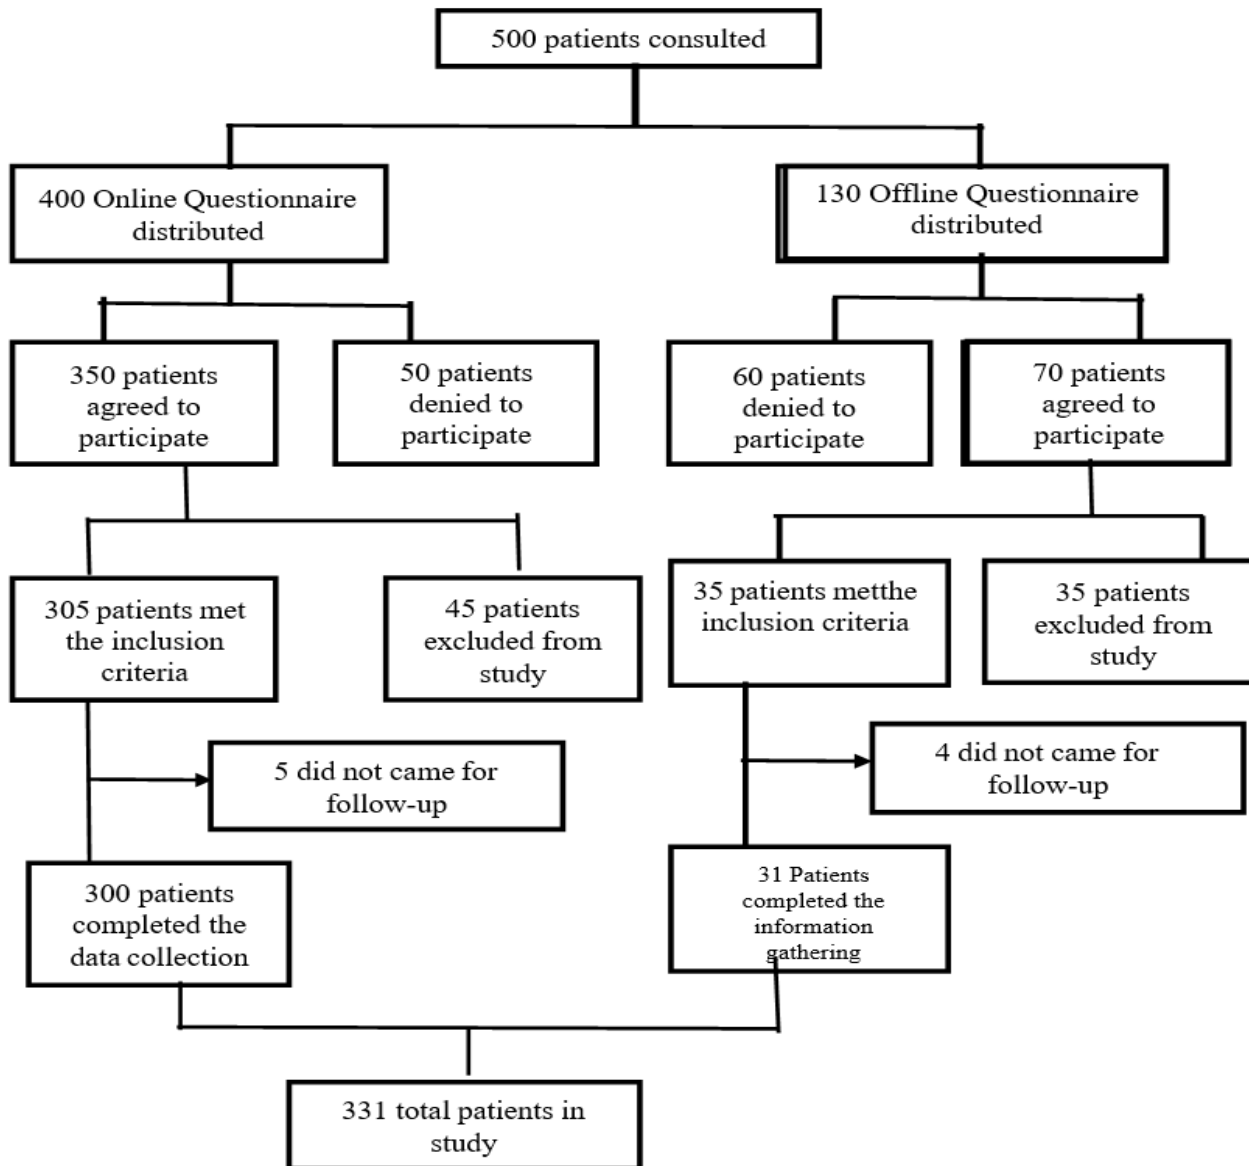 500 patients consulted
400 Online Questionnaire
distributed
130 Offline Questionnaire
distributed
350 patients
agreed to
participate
50 patients
denied to
participate
60 patients
denied to
participate
70 patients
agreed to
participate
305 patients met
the inclusion
criteria
45 patients
excluded from
study
35 patients metthe
inclusion criteria
35 patients
excluded from
study
5 did not came for
follow-up
4 did not came for
follow-up
300 patients
completed the
data collection
31 Patients
completed the
information
gathering
331 total patients in
study